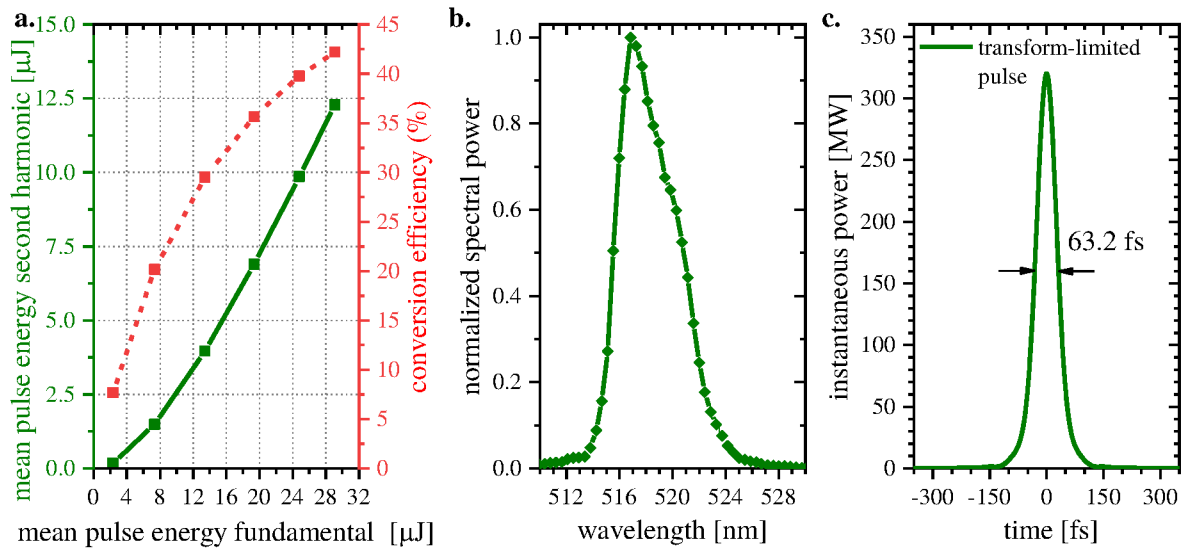 a.
mean pulse energy second harmonic [μJ]
15.0
12.5
10.0
7.5
5.0
2.5
0.0
0 4 8 12 16 20 24 28 32
mean pulse energy fundamental [μJ]
45
40
35
30
25
20
15
10
5
0
conversion efficiency (%)
b.
normalized spectral power
1.0
0.8
0.6
0.4
0.2
0.0
512 516 520 524 528
wavelength [nm]
c.
instantaneous power [MW]
350
300
250
200
150
100
50
0
transform-limited
pulse
63.2 fs
-300 -150 0 150 300
time [fs]